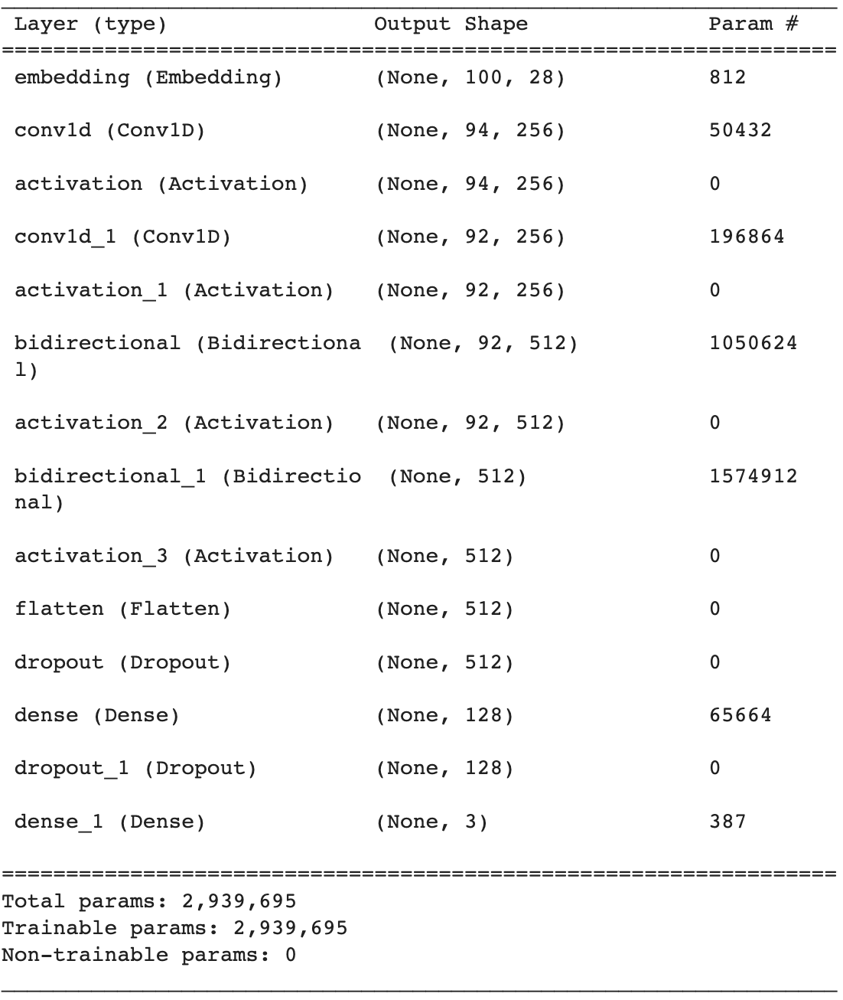 Layer (type) Output Shape Param #
=================================================================
embedding (Embedding) (None, 100, 28) 812
conv1d (Conv1D) (None, 94, 256) 50432
activation (Activation) (None, 94, 256) 0
conv1d_1 (Conv1D) (None, 92, 256) 196864
activation_1 (Activation) (None, 92, 256) 0
bidirectional (Bidirectiona (None, 92, 512) 1050624
l)
activation_2 (Activation) (None, 92, 512) 0
bidirectional_1 (Bidirectio (None, 512) 1574912
nal)
activation_3 (Activation) (None, 512) 0
flatten (Flatten) (None, 512) 0
dropout (Dropout) (None, 512) 0
dense (Dense) (None, 128) 65664
dropout_1 (Dropout) (None, 128) 0
dense_1 (Dense) (None, 3) 387
=================================================================
Total params: 2,939,695
Trainable params: 2,939,695
Non-trainable params: 0